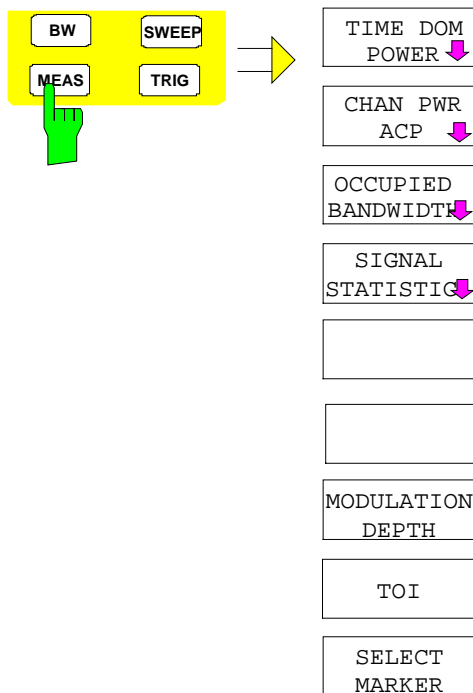 BW
SWEEP
MEAS
TRIG
TIME DOM
POWER
CHAN PWR
ACP
OCCUPIED
BANDWIDTH
SIGNAL
STATISTIC
MODULATION
DEPTH
TOI
SELECT
MARKER